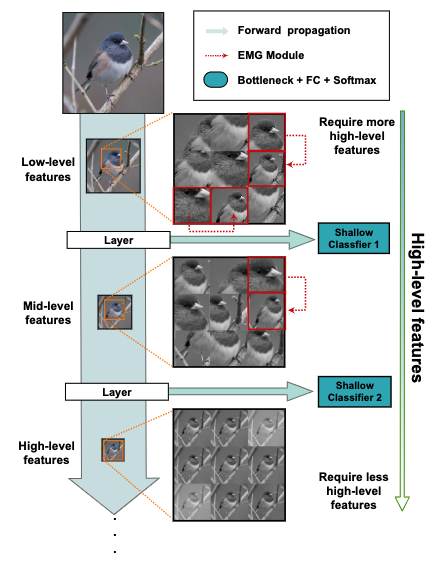 Forward propagation
EMG Module
Bottleneck + FC + Softmax
Require more
high-level
features
Low-level
features
Layer
Shallow
Classfier 1
High-level features
Mid-level
features
Layer
Shallow
Classifier 2
High-level
features
Require less
high-level
features